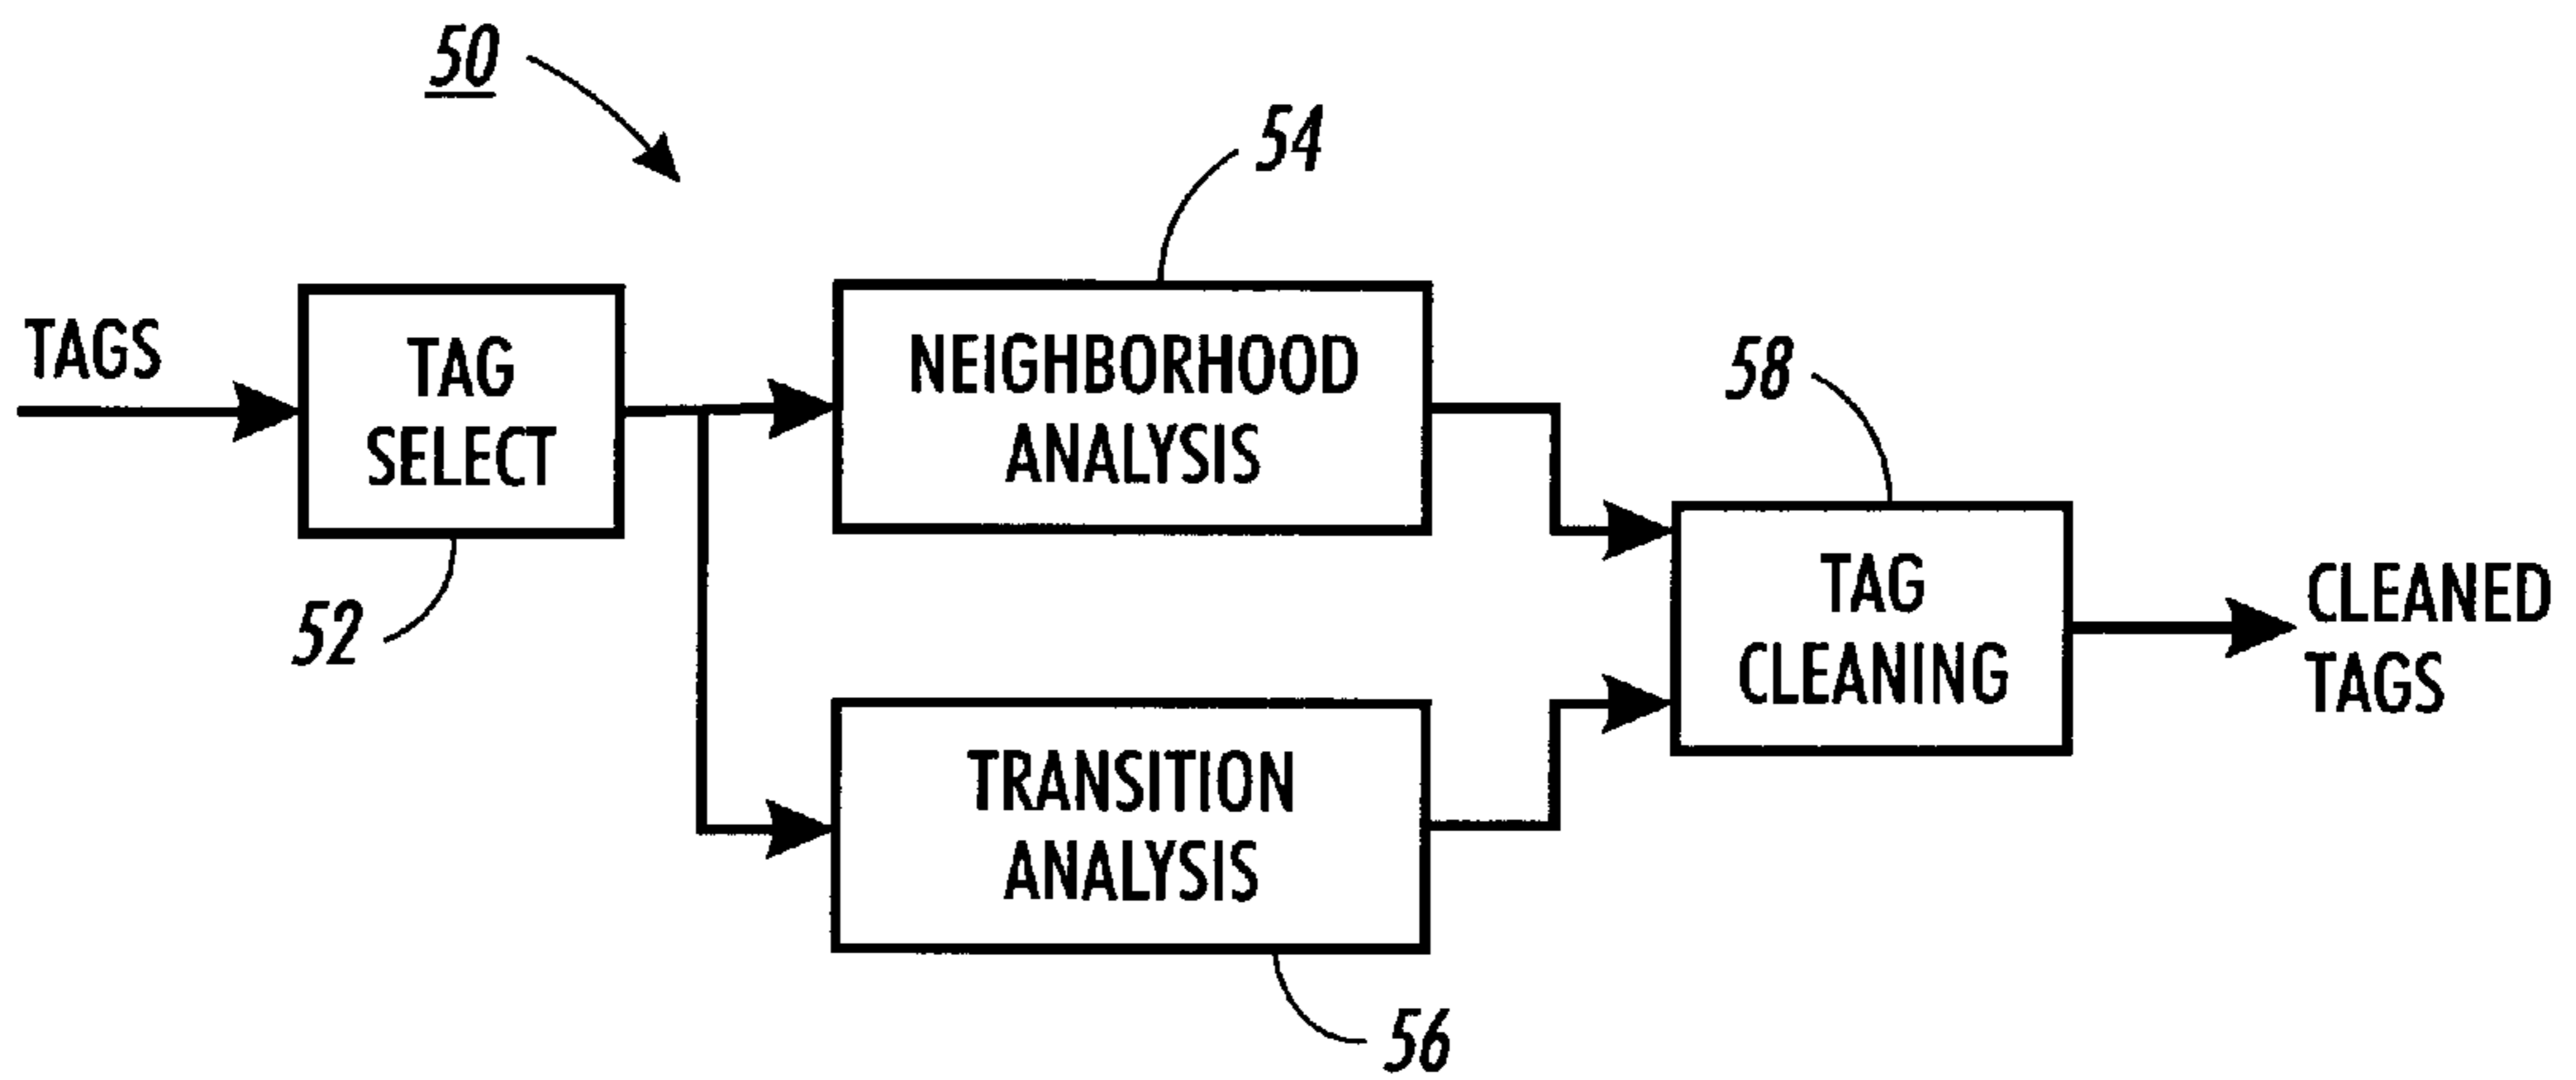 50
54
TAGS
TAG
SELECT
52
NEIGHBORHOOD
ANALYSIS
58
TAG
CLEANING
CLEANED
TAGS
TRANSITION
ANALYSIS
56